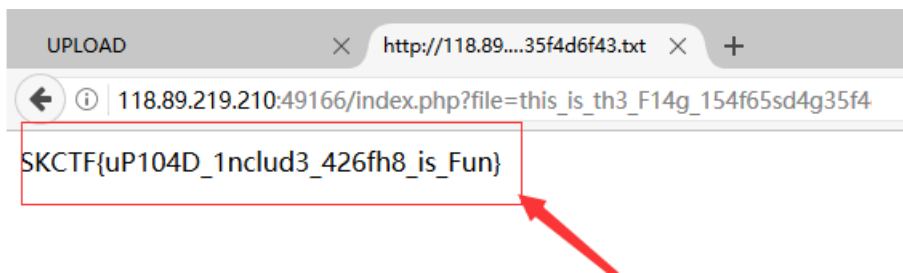 UPLOAD
http://118.89....35f4d6f43.txt
118.89.219.210:49166/index.php?file=this_is_th3_F14g_154f65sd4g35f4
SKCTF{uP104D_1nclud3_426fh8_is_Fun}